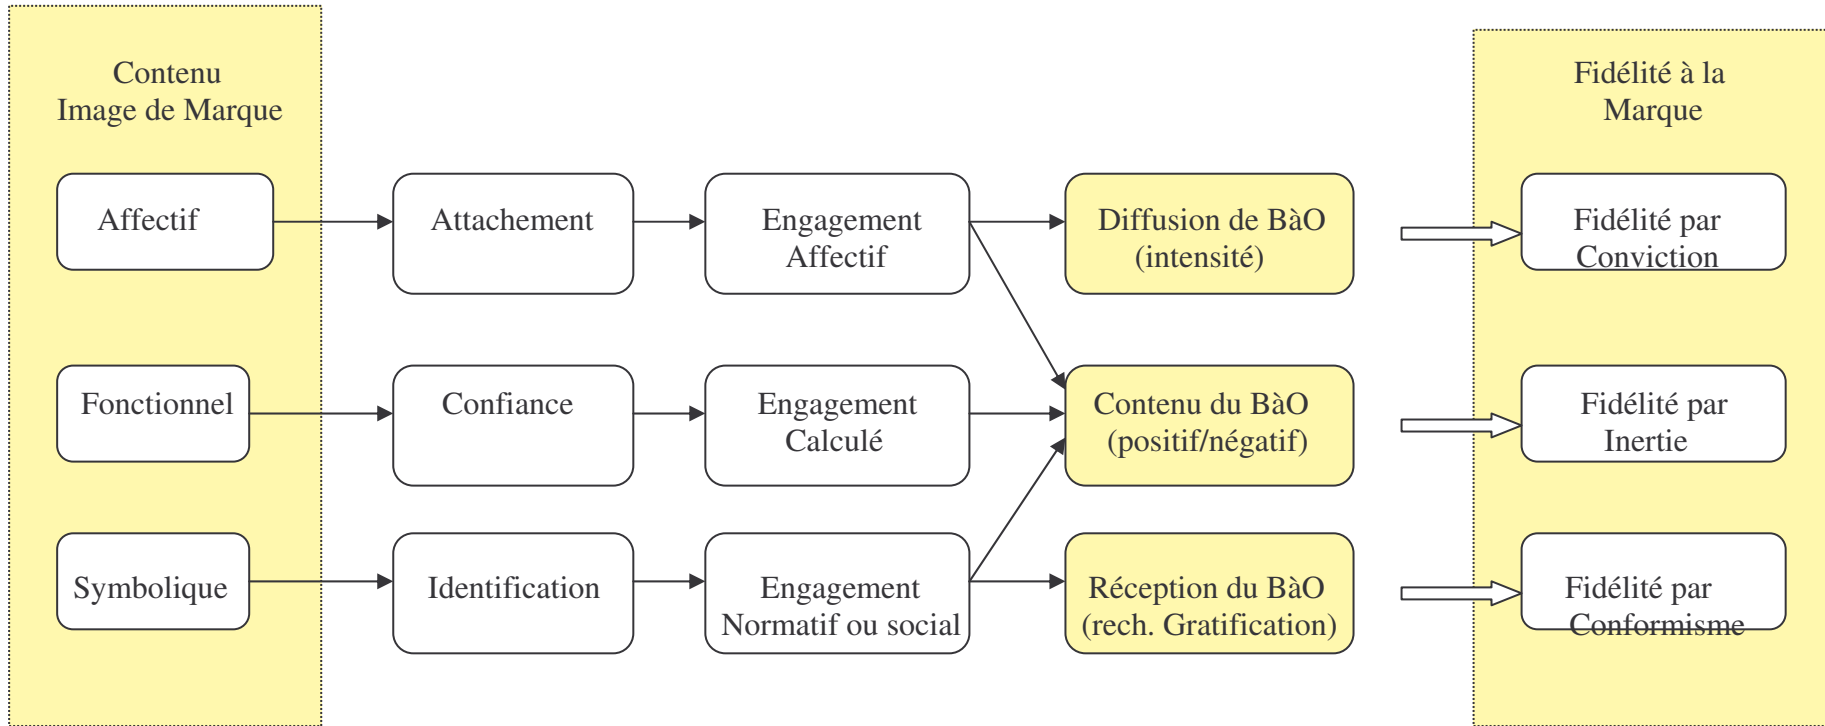 Contenu
Image de Marque
Fidélité à la
Marque
Affectif
Attachement
Engagement
Affectif
Diffusion de BàO
(intensité)
Fidélité par
Conviction
Fonctionnel
Confiance
Engagement
Calculé
Contenu du BàO
(positif/négatif)
Fidélité par
Inertie
Symbolique
Identification
Engagement
Normatif ou social
Réception du BàO
(rech. Gratification)
Fidélité par
Conformisme